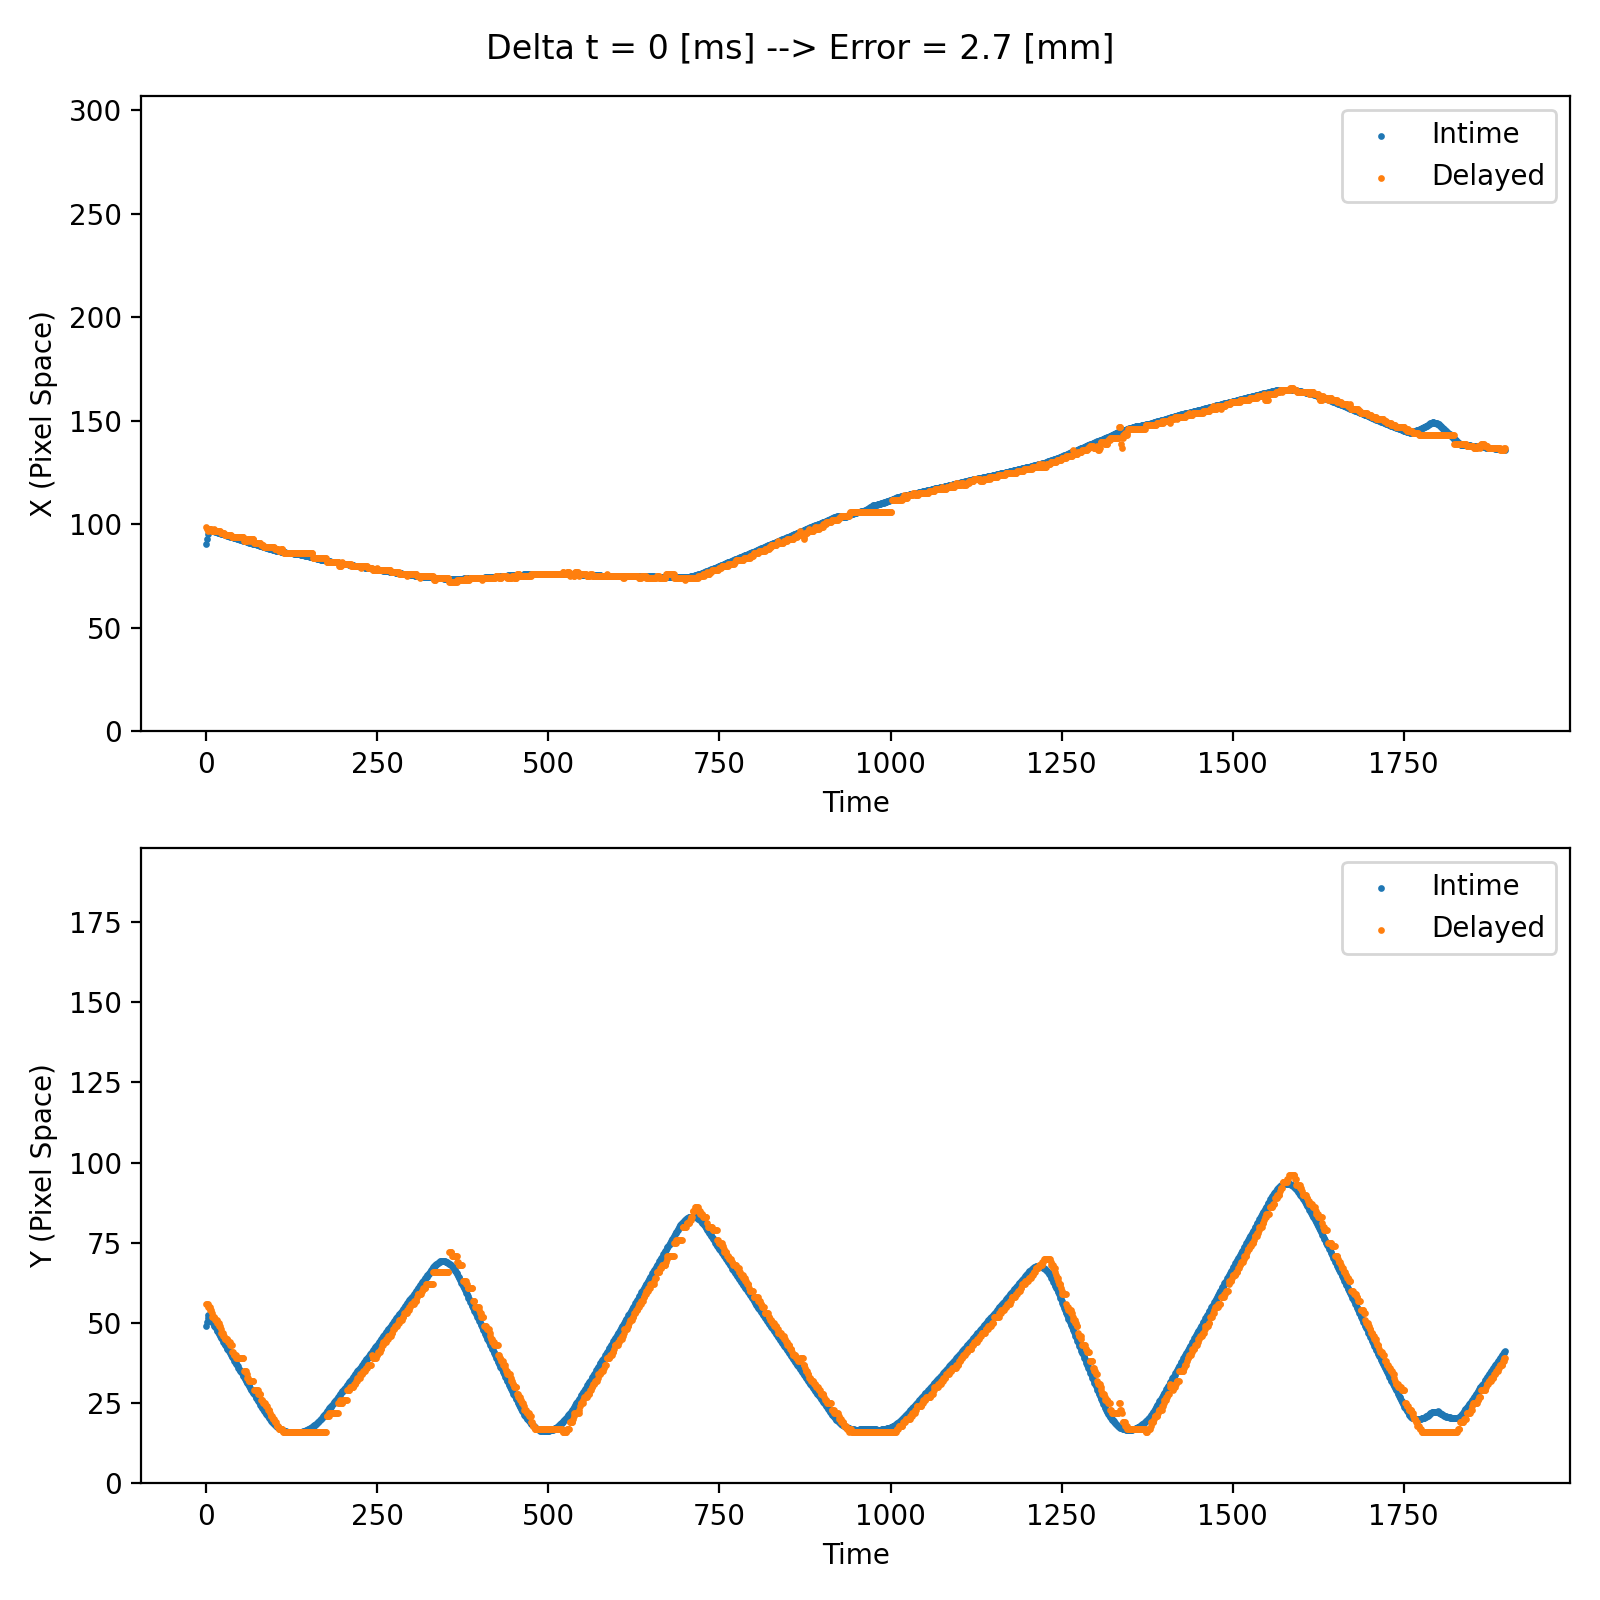 Delta t = 0 [ms] --> Error = 2.7 [mm]
300
250
200
150
100
50
0
X (Pixel Space)
Intime
Delayed
0 250 500 750 1000 1250 1500 1750
Time
175
150
125
100
75
50
25
0
Y (Pixel Space)
Intime
Delayed
0 250 500 750 1000 1250 1500 1750
Time